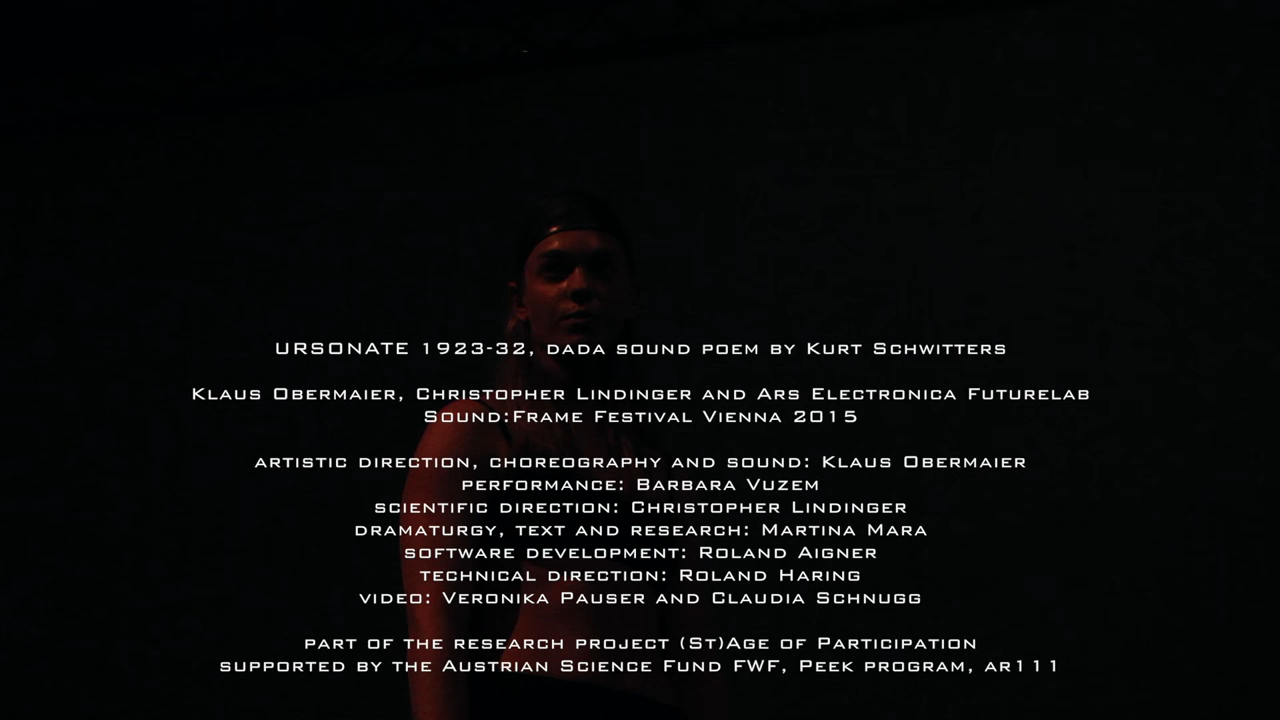 URSONATE 1923-32, DADA SOUND POEM BY KURT SCHWITTERS
KLAUS OBERMAIER, CHRISTOPHER LINDINGER AND ARS ELECTRONICA FUTURELAB
SOUND:FRAME FESTIVAL VIENNA 2015
ARTISTIC DIRECTION, CHOREOGRAPHY AND SOUND: KLAUS OBERMAIER
PERFORMANCE: BARBARA VUZEM
SCIENTIFIC DIRECTION: CHRISTOPHER LINDINGER
DRAMATURGY, TEXT AND RESEARCH: MARTINA MARA
SOFTWARE DEVELOPMENT: ROLAND AIGNER
TECHNICAL DIRECTION: ROLAND HARING
VIDEO: VERONIKA PAUSER AND CLAUDIA SCHNUGG
PART OF THE RESEARCH PROJECT (ST)AGE OF PARTICIPATION
SUPPORTED BY THE AUSTRIAN SCIENCE FUND FWF, PEEK PROGRAM, AR111